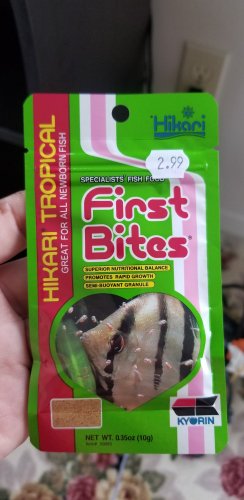 Hikari
2.99
SPECIALISTS' FISH FOOD
HIKARI TROPICAL
GREAT FOR ALL NEWBORN FISH
First
Bites
SUPERIOR NUTRITIONAL BALANCE
PROMOTES RAPID GROWTH
SEMI-BUOYANT GRANULE
KYORIN
NET WT. 0.35oz (10g)